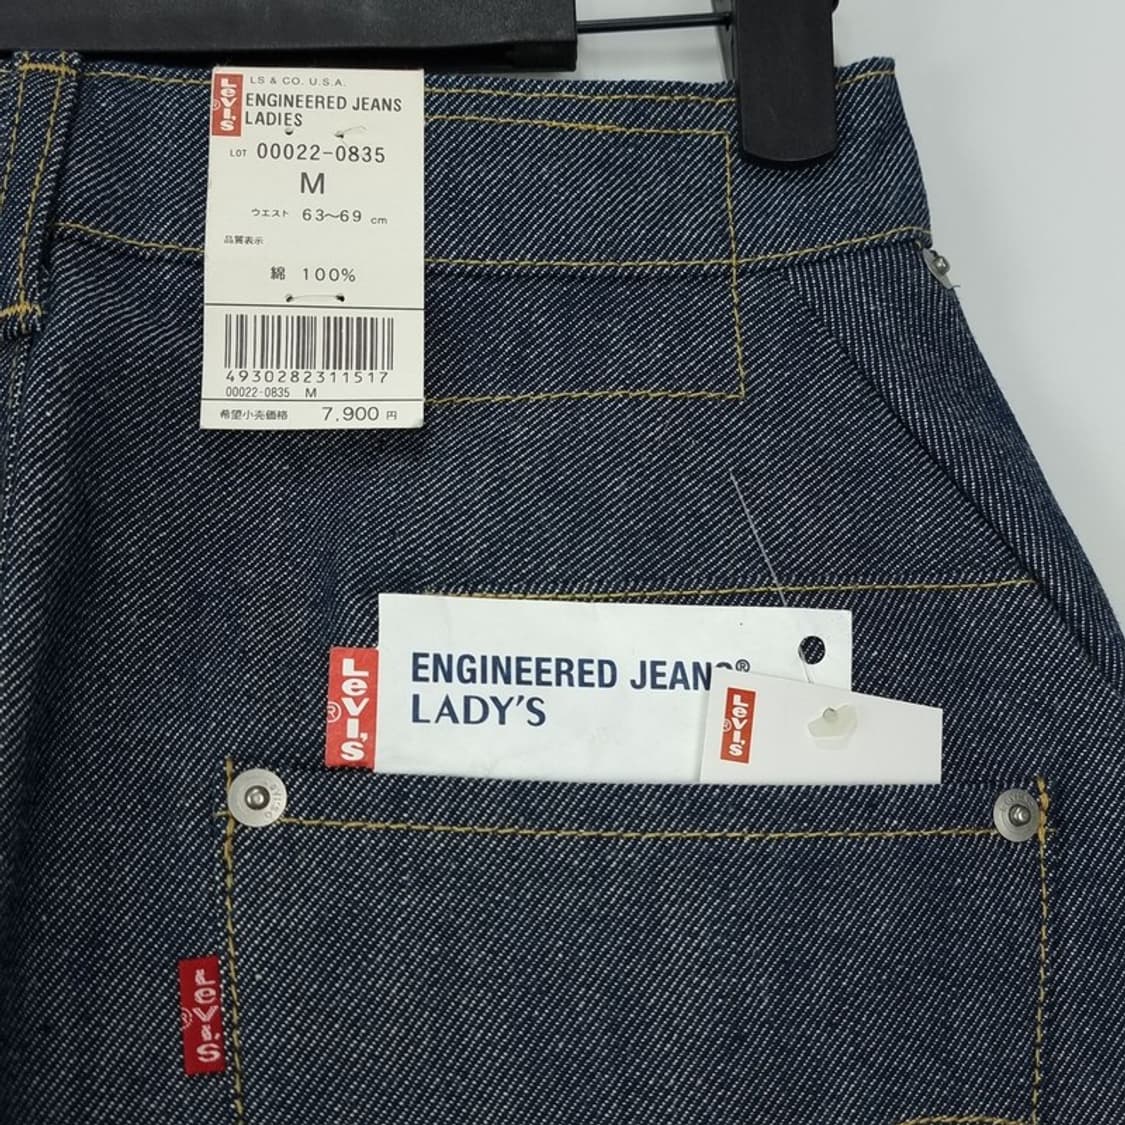 LS & CO. U.S.A.
Levi's ®
ENGINEERED JEANS
LADIES
LOT 00022-0835
M
ウエスト 63〜69 cm
品質表示
綿 100%
4930282311517
00022-0835 M
希望小売価格 7,900 円
Levi's ®
ENGINEERED JEANS®
LADY'S
Levi's ®
Levi's ®